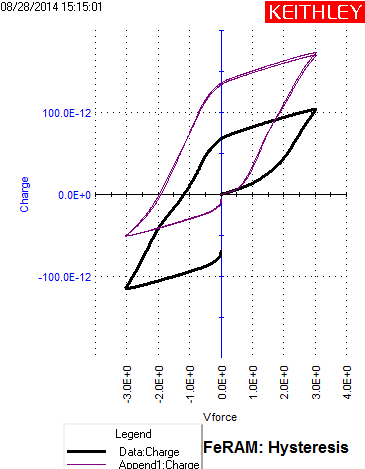 08/28/2014 15:15:01
KEITHLEY
Charge
100.0E-12
0.0E+0
-100.0E-12
-3.0E+0
-2.0E+0
-1.0E+0
0.0E+0
1.0E+0
2.0E+0
3.0E+0
4.0E+0
Vforce
Legend
Data:Charge
Append1:Charge
FeRAM: Hysteresis